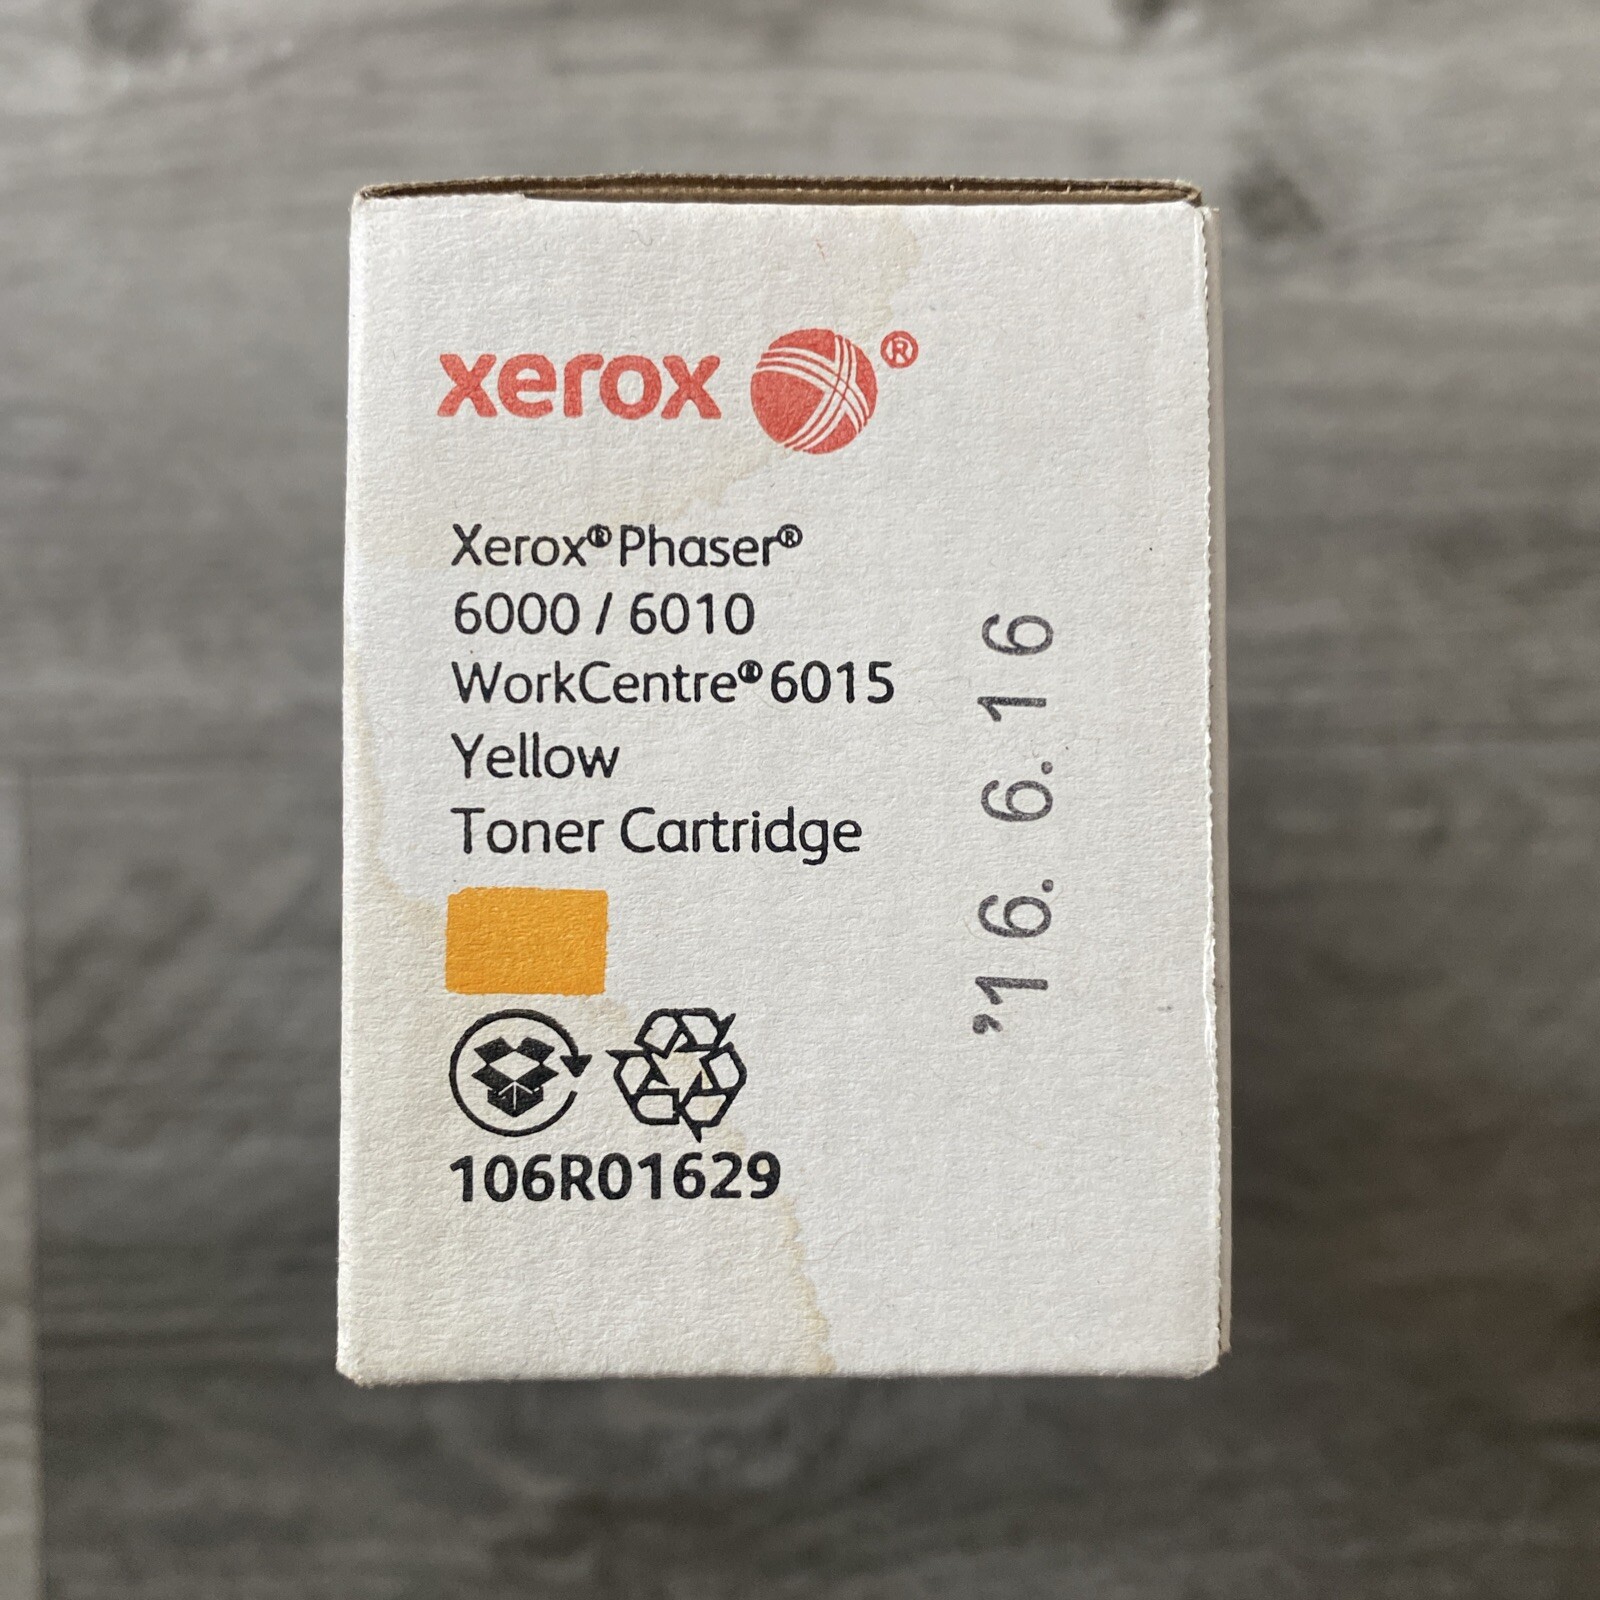 xerox ®
Xerox® Phaser®
6000 / 6010
WorkCentre® 6015
Yellow
Toner Cartridge
106R01629
'16. 6.16